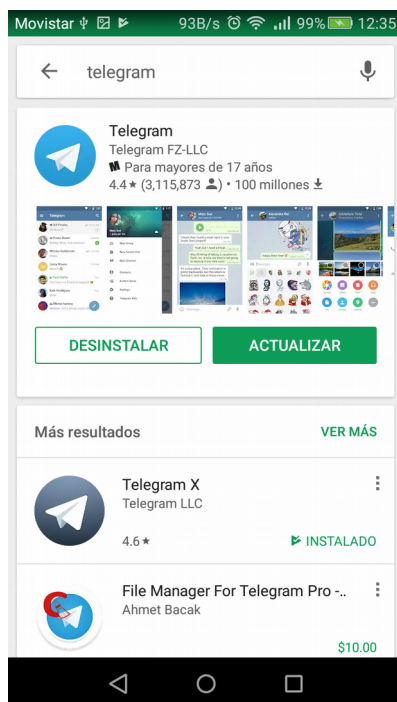 Movistar 93B/s 99% 12:35
telegram
Telegram
Telegram FZ-LLC
Para mayores de 17 años
4.4★ (3,115,873) • 100 millones
DESINSTALAR
ACTUALIZAR
Más resultados
VER MÁS
Telegram X
Telegram LLC
4.6★
INSTALADO
File Manager For Telegram Pro -..
Ahmet Bacak
$10.00